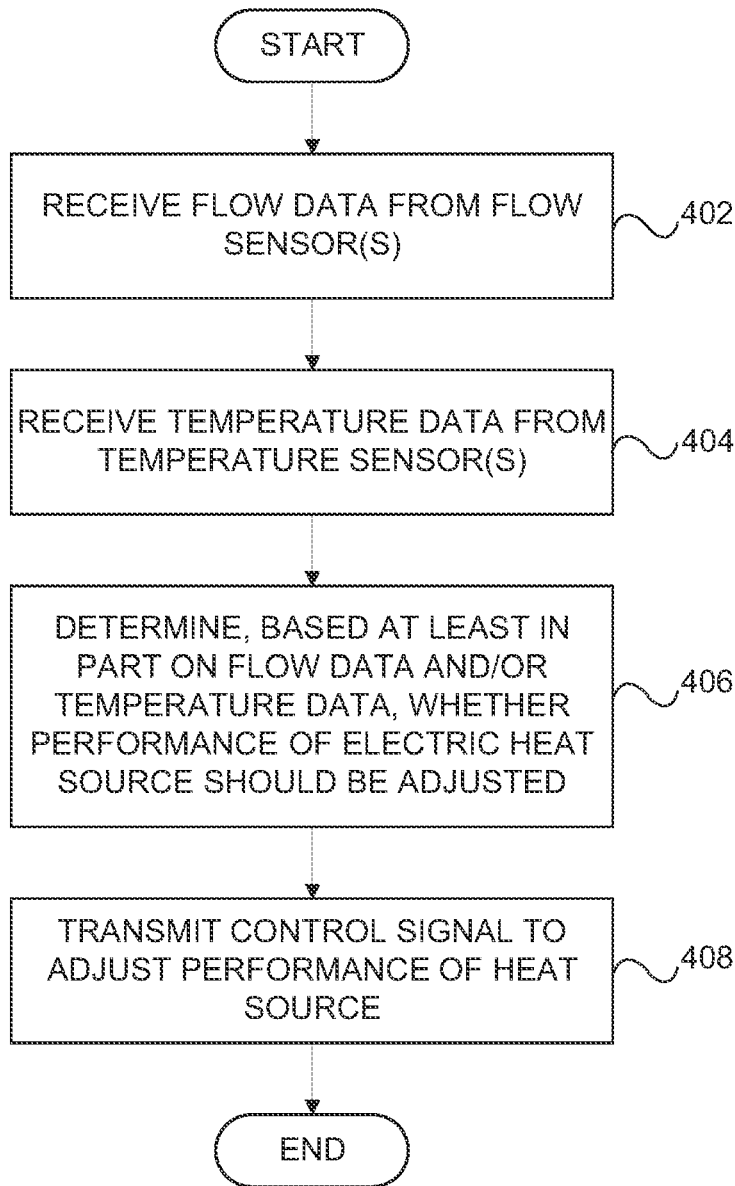 START
RECEIVE FLOW DATA FROM FLOW
SENSOR(S)
402
RECEIVE TEMPERATURE DATA FROM
TEMPERATURE SENSOR(S)
404
DETERMINE, BASED AT LEAST IN
PART ON FLOW DATA AND/OR
TEMPERATURE DATA, WHETHER
PERFORMANCE OF ELECTRIC HEAT
SOURCE SHOULD BE ADJUSTED
406
TRANSMIT CONTROL SIGNAL TO
ADJUST PERFORMANCE OF HEAT
SOURCE
408
END